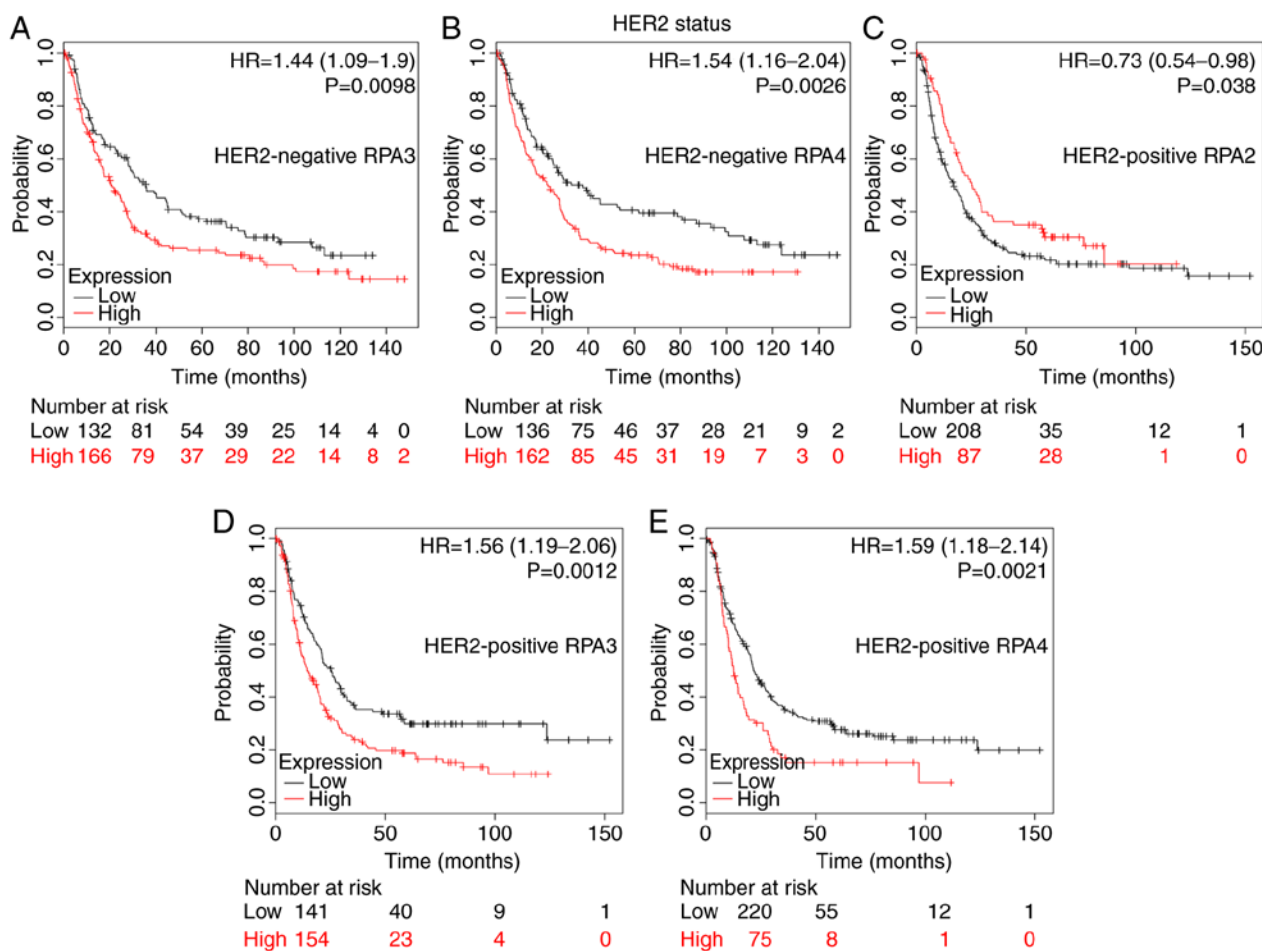 HER2 status
A
HR=1.44 (1.09–1.9)
P=0.0098
HER2-negative RPA3
Probability
1.0
0.8
0.6
0.4
0.2
0.0
Expression
Low
High
0 20 40 60 80 100 120 140
Time (months)
Number at risk
Low 132 81 54 39 25 14 4 0
High 166 79 37 29 22 14 8 2
B
HR=1.54 (1.16–2.04)
P=0.0026
HER2-negative RPA4
Probability
1.0
0.8
0.6
0.4
0.2
0.0
Expression
Low
High
0 20 40 60 80 100 120 140
Time (months)
Number at risk
Low 136 75 46 37 28 21 9 2
High 162 85 45 31 19 7 3 0
C
HR=0.73 (0.54–0.98)
P=0.038
HER2-positive RPA2
Probability
1.0
0.8
0.6
0.4
0.2
0.0
Expression
Low
High
0 50 100 150
Time (months)
Number at risk
Low 208 35 12 1
High 87 28 1 0
D
HR=1.56 (1.19–2.06)
P=0.0012
HER2-positive RPA3
Probability
1.0
0.8
0.6
0.4
0.2
0.0
Expression
Low
High
0 50 100 150
Time (months)
Number at risk
Low 141 40 9 1
High 154 23 4 0
E
HR=1.59 (1.18–2.14)
P=0.0021
HER2-positive RPA4
Probability
1.0
0.8
0.6
0.4
0.2
0.0
Expression
Low
High
0 50 100 150
Time (months)
Number at risk
Low 220 55 12 1
High 75 8 1 0